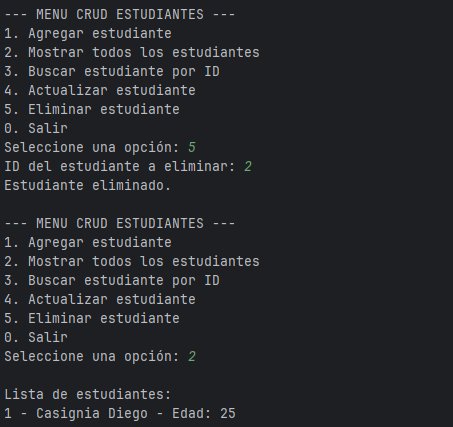 --- MENU CRUD ESTUDIANTES ---
1. Agregar estudiante
2. Mostrar todos los estudiantes
3. Buscar estudiante por ID
4. Actualizar estudiante
5. Eliminar estudiante
0. Salir
Seleccione una opción: 5
ID del estudiante a eliminar: 2
Estudiante eliminado.

--- MENU CRUD ESTUDIANTES ---
1. Agregar estudiante
2. Mostrar todos los estudiantes
3. Buscar estudiante por ID
4. Actualizar estudiante
5. Eliminar estudiante
0. Salir
Seleccione una opción: 2

Lista de estudiantes:
1 - Casignia Diego - Edad: 25